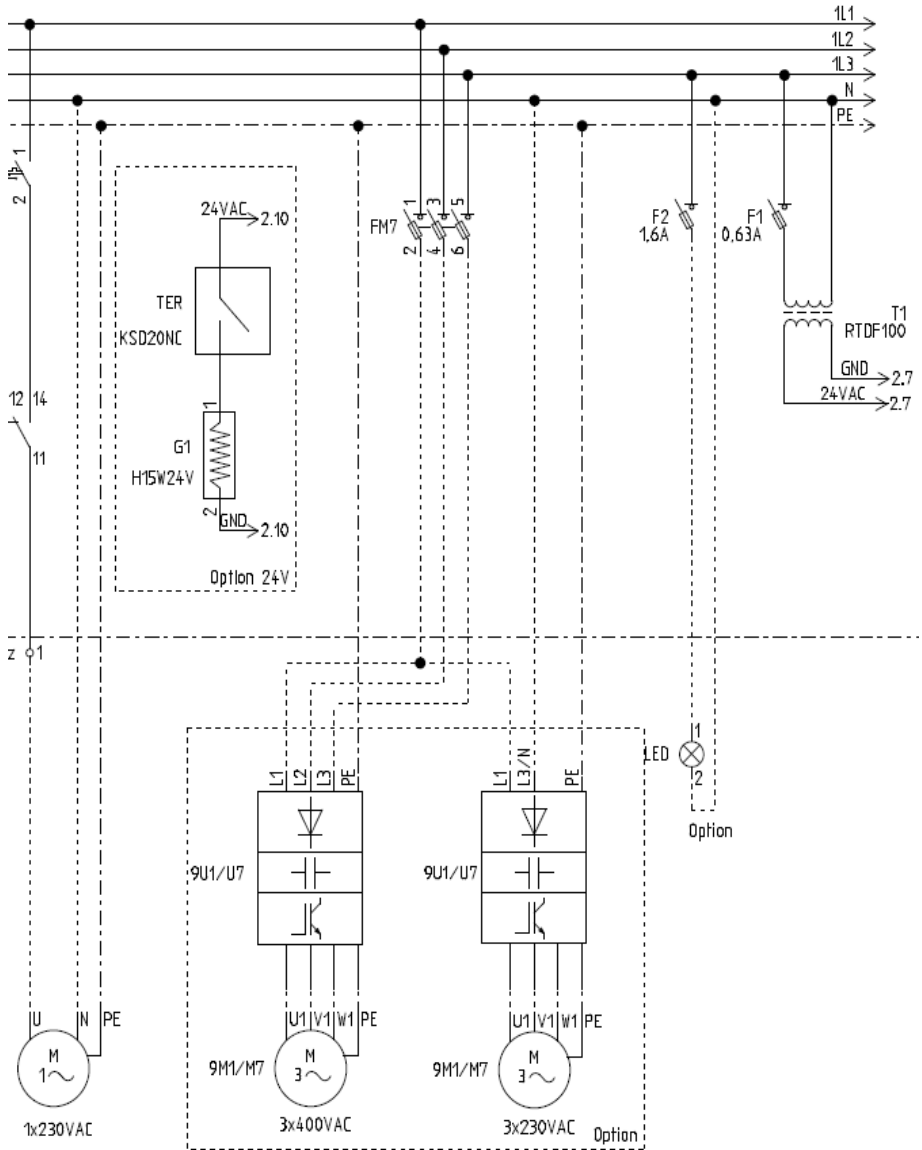 1L1
1L2
1L3
N
PE
1
2
24VAC
2.10
TER
KSD20NC
1
G1
H15W24V
2
GND
2.10
Option 24V
FM7
1
3
5
2
4
6
F2
1,6A
F1
0,63A
T1
RTDF100
GND
2.7
24VAC
2.7
12
14
11
z
1
L1
L2
L3
PE
L1
L3/N
PE
LED
1
2
Option
9U1/U7
9U1/U7
U
N
PE
U1
V1
W1
PE
U1
V1
W1
PE
M
1
1x230VAC
9M1/M7
M
3
3x400VAC
9M1/M7
M
3
3x230VAC
Option